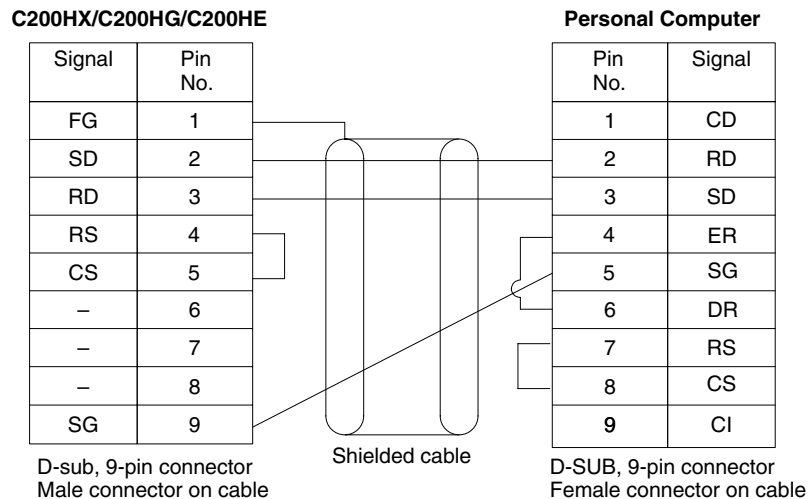 C200HX/C200HG/C200HE Personal Computer
Signal Pin No. Pin No. Signal
FG 1 1 CD
SD 2 2 RD
RD 3 3 SD
RS 4 4 ER
CS 5 5 SG
– 6 6 DR
– 7 7 RS
– 8 8 CS
SG 9 9 CI
Shielded cable
D-sub, 9-pin connector
Male connector on cable
D-SUB, 9-pin connector
Female connector on cable